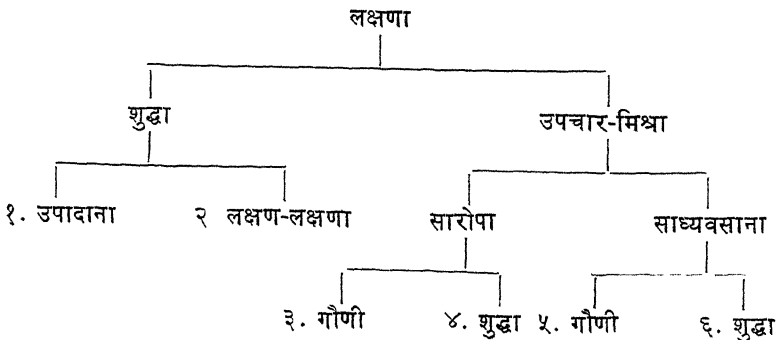 लक्षणा
शुद्धा
उपचार-मिश्रा
१. उपादाना २ लक्षण-लक्षणा सारोपा साध्यवसाना
३. गौणी ४. शुद्धा ५. गौणी ६. शुद्धा